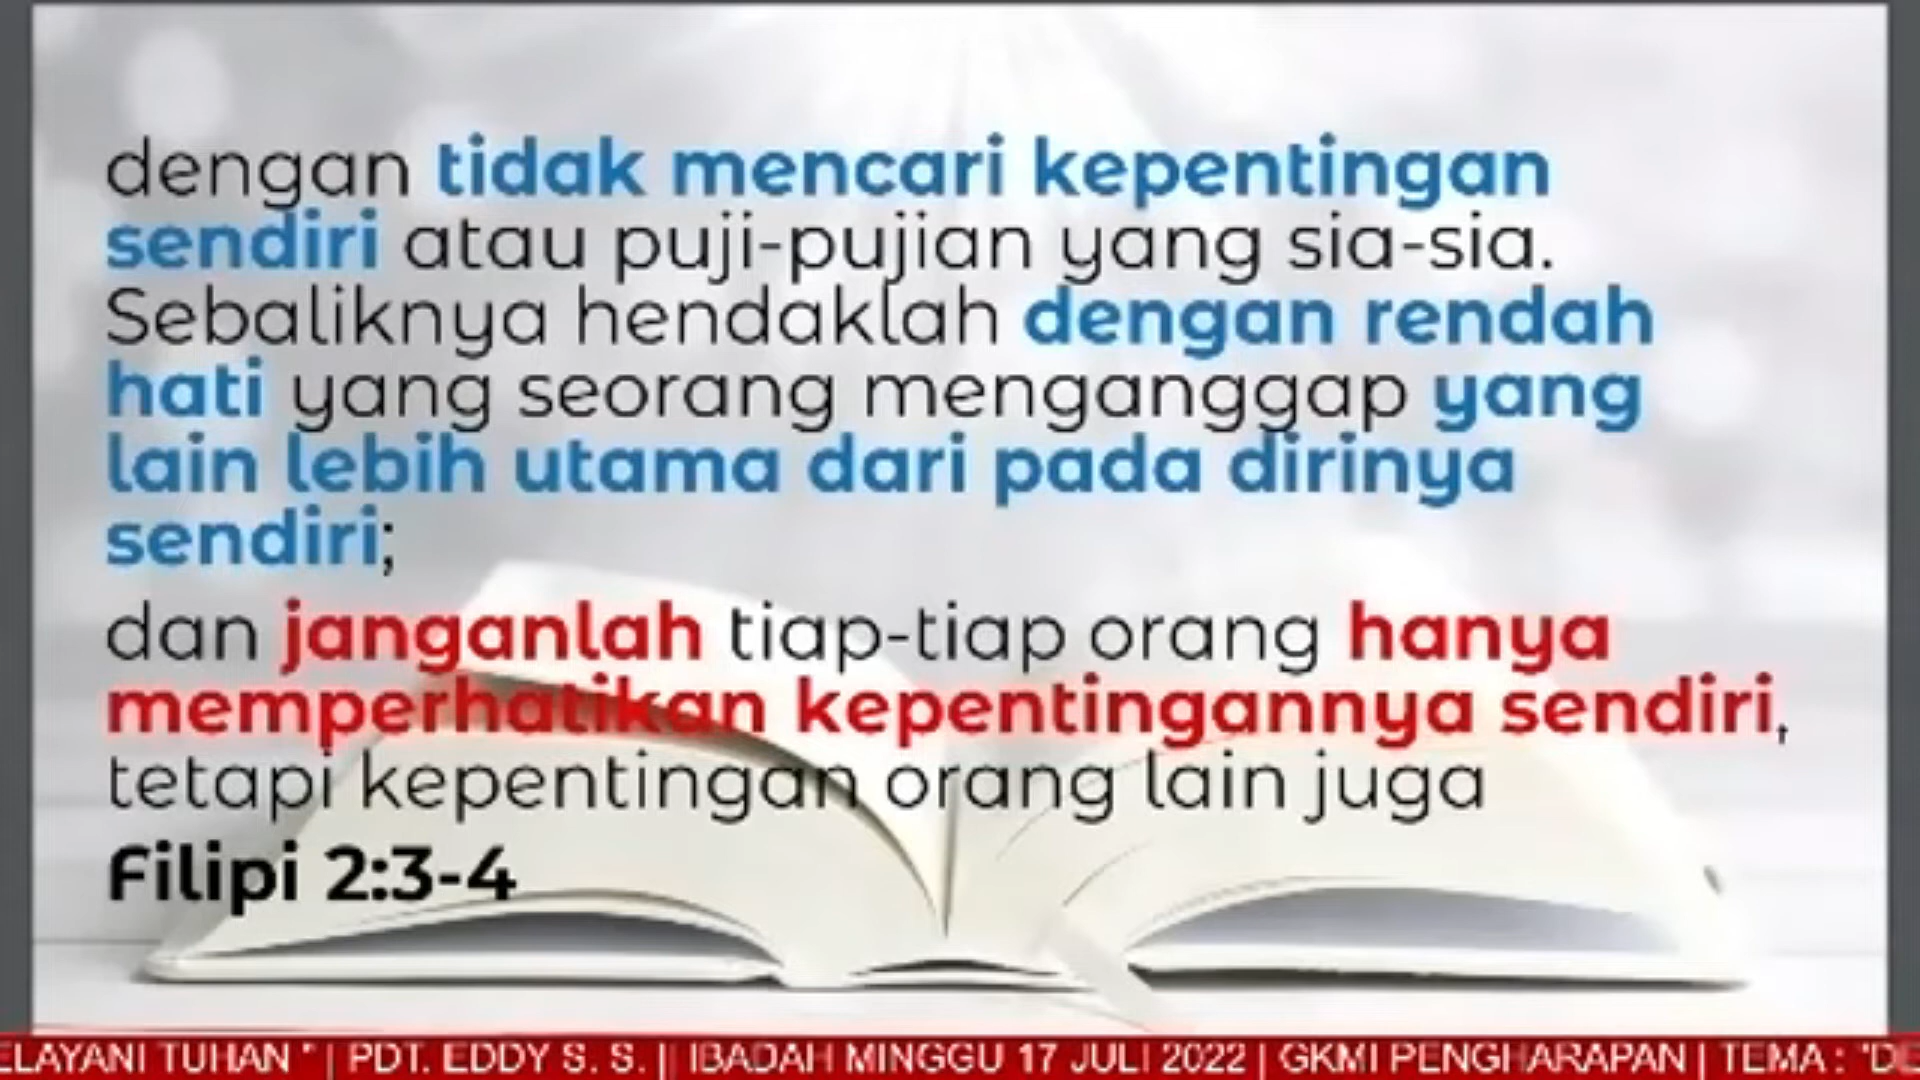 dengan tidak mencari kepentingan
sendiri atau puji-pujian yang sia-sia.
Sebaliknya hendaklah dengan rendah
hati yang seorang menganggap yang
lain lebih utama dari pada dirinya
sendiri;
dan janganlah tiap-tiap orang hanya
memperhatikan kepentingannya sendiri,
tetapi kepentingan orang lain juga
Filipi 2:3-4
ELAYANI TUHAN " | PDT. EDDY S. S. || IBADAH MINGGU 17 JULI 2022 | GKMI PENGHARAPAN | TEMA : "DE